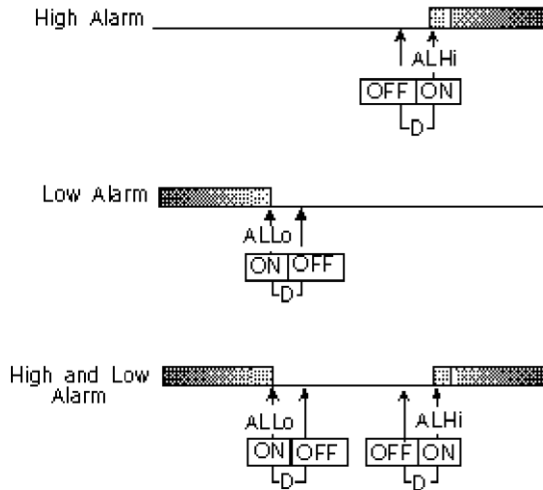 High Alarm
ALHi
OFF ON
D
Low Alarm
ALLo
ON OFF
D
High and Low
Alarm
ALLo ALHi
ON OFF OFF ON
D D